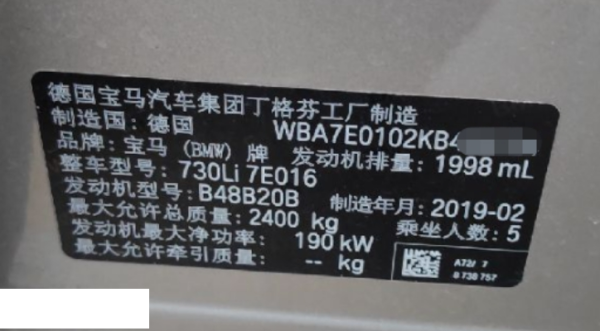 德国宝马汽车集团丁格芬工厂制造
制造国: 德国 WBA7E0102KB4
品牌: 宝马 (BMW) 牌 发动机排量: 1998 mL
整车型号: 730Li 7E016
发动机型号: B48B20B 制造年月: 2019-02
最大允许总质量: 2400 kg 乘坐人数: 5
发动机最大净功率: 190 kW
最大允许牵引质量: -- kg